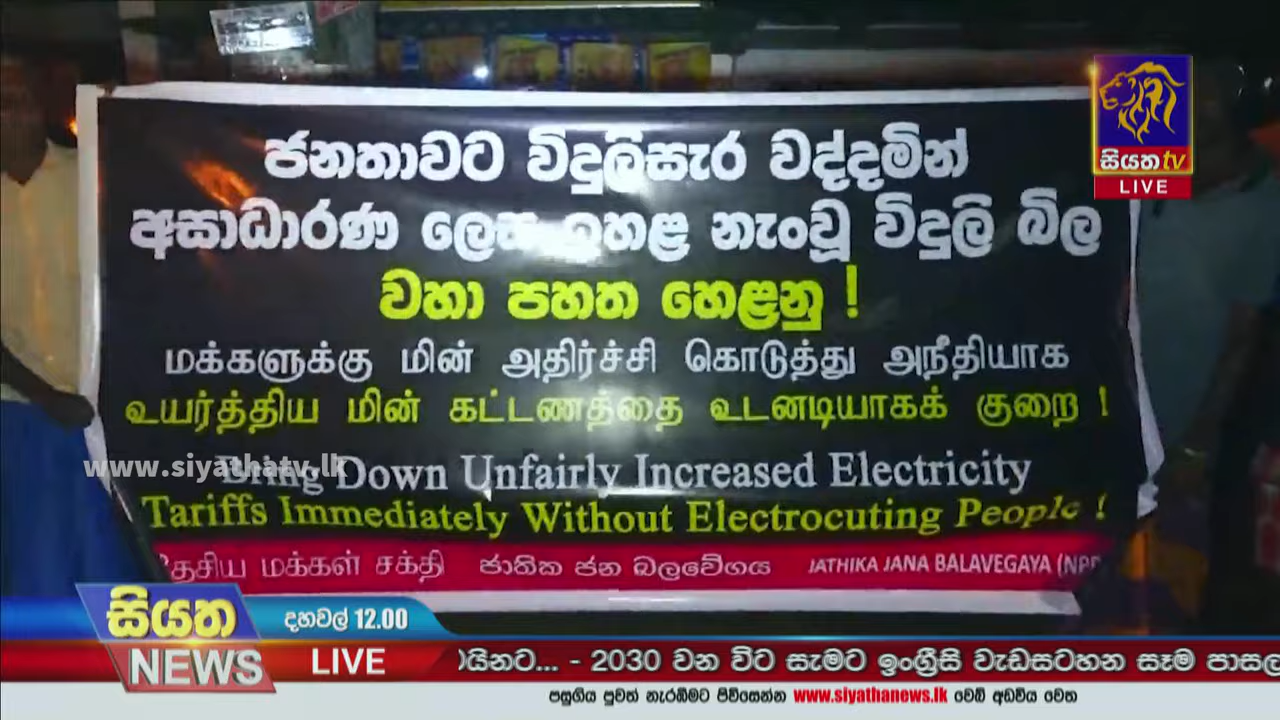 සියත tv
LIVE
ජනතාවට විදුලිසැර වද්දමින්
අසාධාරණ ලෙස ඉහළ නැංවූ විදුලි බිල
වහා පහත හෙළනු !
மக்களுக்கு மின் அதிர்ச்சி கொடுத்து அநீதியாக
உயர்த்திய மின் கட்டணத்தை உடனடியாகக் குறை !
www.siyathatv.lk
Bring Down Unfairly Increased Electricity
Tariffs Immediately Without Electrocuting People !
தேசிய மக்கள் சக்தி ජාතික ජන බලවේගය JATHIKA JANA BALAVEGAYA (NPP
සියත දහවල් 12.00
NEWS LIVE
යිනට... - 2030 වන විට සැමට ඉංග්‍රීසි වැඩසටහන සෑම පාසල
පසුගිය පුවත් නැරඹීමට පිවිසෙන්න www.siyathanews.lk වෙබ් අඩවිය වෙත